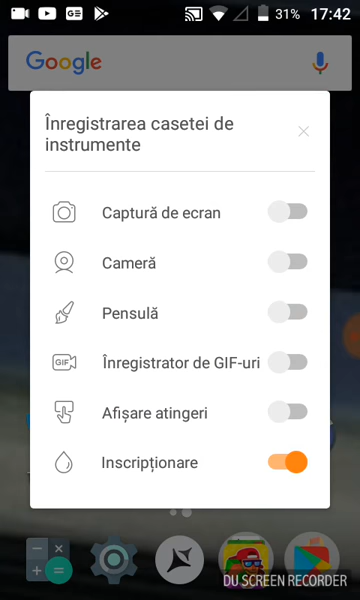 31% 17:42
Google
Înregistrarea casetei de
instrumente
Captură de ecran
Cameră
Pensulă
GIF Înregistrator de GIF-uri
Afișare atingeri
Inscripționare
DU SCREEN RECORDER